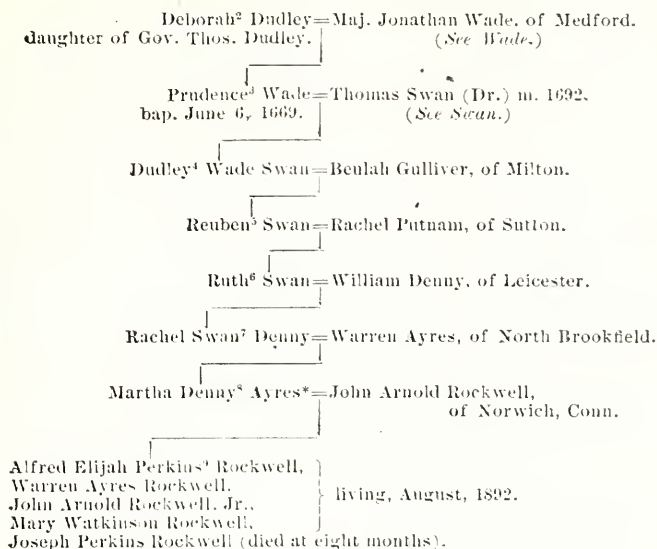 Deborah² Dudley=Maj. Jonathan Wade, of Medford.
daughter of Gov. Thos. Dudley. (See Wade.)
Prudence³ Wade=Thomas Swan (Dr.) m. 1692.
bap. June 6, 1669. (See Swan.)
Dudley⁴ Wade Swan=Beulah Gulliver, of Milton.
Reuben⁵ Swan=Rachel Putnam, of Sutton.
Ruth⁶ Swan=William Denny, of Leicester.
Rachel Swan⁷ Denny=Warren Ayres, of North Brookfield.
Martha Denny⁸ Ayres*=John Arnold Rockwell,
of Norwich, Conn.
Alfred Elijah Perkins⁹ Rockwell,
Warren Ayres Rockwell,
John Arnold Rockwell, Jr., living, August, 1892.
Mary Watkinson Rockwell,
Joseph Perkins Rockwell (died at eight months).